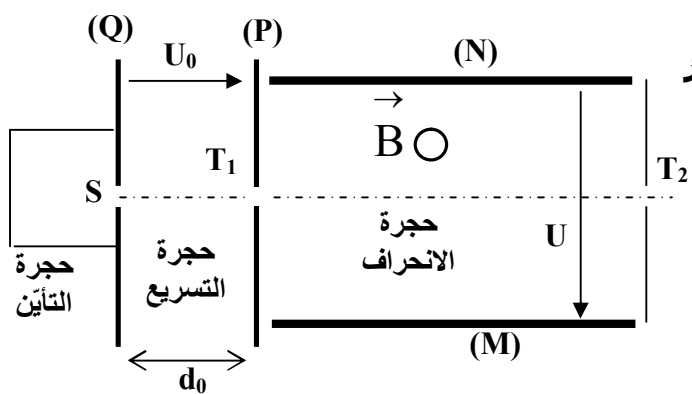 (Q)
(P)
U₀
(N)
B
T₁
T₂
S
حجرة
الانحراف
U
حجرة
التسريع
حجرة
التأيّن
(M)
d₀